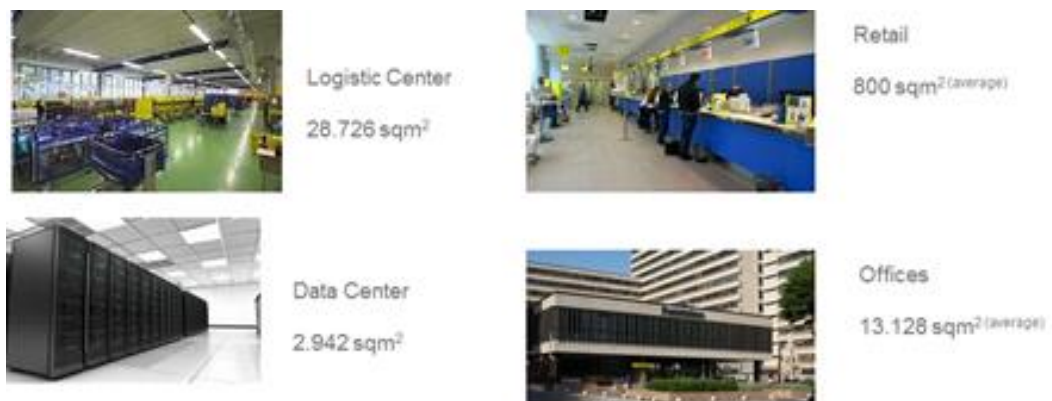 Logistic Center
28.726 sqm²
Retail
800 sqm² (average)
Data Center
2.942 sqm²
Offices
13.128 sqm² (average)